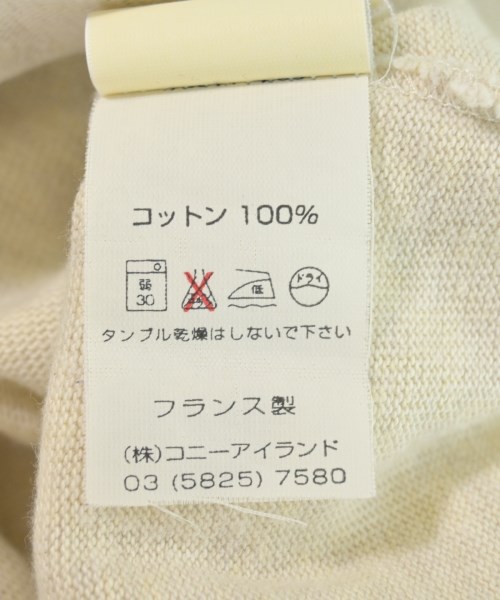 コットン 100%
弱 30 低 ドライ
タンブル乾燥はしないで下さい
フランス製
(株)コニーアイランド
03 (5825) 7580